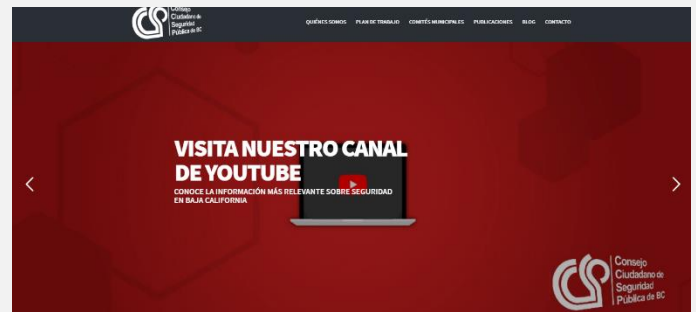 Consejo
Ciudadano de
Seguridad
Pública de BC
QUIÉNES SOMOS PLAN DE TRABAJO COMITÉS MUNICIPALES PUBLICACIONES BLOG CONTACTO
VISITA NUESTRO CANAL
DE YOUTUBE
CONOCE LA INFORMACIÓN MÁS RELEVANTE SOBRE SEGURIDAD
EN BAJA CALIFORNIA
Consejo
Ciudadano de
Seguridad
Pública de BC